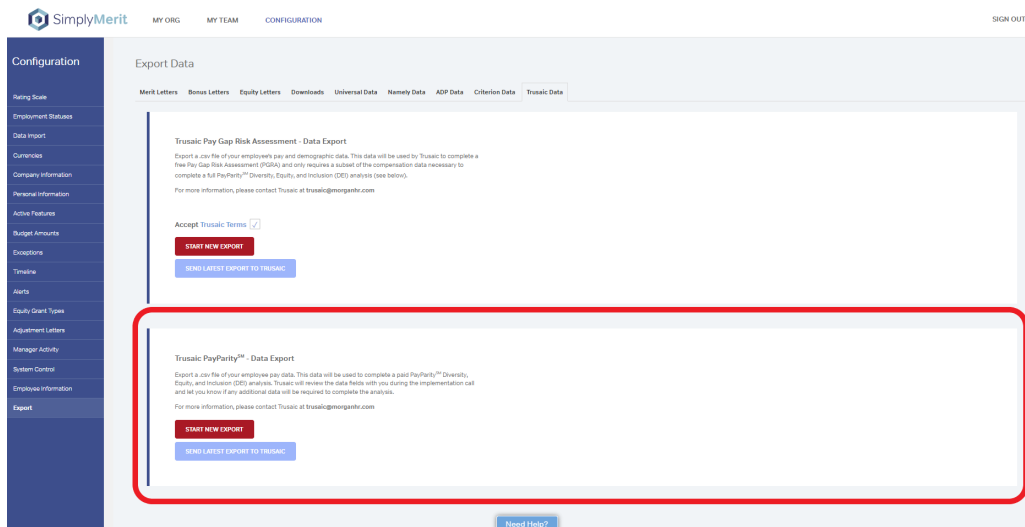 SimplyMerit
MY ORG
MY TEAM
CONFIGURATION
SIGN OUT
Configuration
Rating Scale
Employment Statuses
Data Import
Currencies
Company Information
Personal Information
Active Features
Budget Amounts
Exceptions
Timeline
Alerts
Equity Grant Types
Adjustment Letters
Manager Activity
System Control
Employee Information
Export
Export Data
Merit Letters
Bonus Letters
Equity Letters
Downloads
Universal Data
Namely Data
ADP Data
Criterion Data
Trusaic Data
Trusaic Pay Gap Risk Assessment - Data Export
Export a .csv file of your employee's pay and demographic data. This data will be used by Trusaic to complete a
free Pay Gap Risk Assessment (PGRA) and only requires a subset of the compensation data necessary to
complete a full PayParity℠ Diversity, Equity, and Inclusion (DEI) analysis (see below).
For more information, please contact Trusaic at trusaic@morganhr.com
Accept Trusaic Terms
START NEW EXPORT
SEND LATEST EXPORT TO TRUSAIC
Trusaic PayParity℠ - Data Export
Export a .csv file of your employee pay data. This data will be used to complete a paid PayParity℠ Diversity,
Equity, and Inclusion (DEI) analysis. Trusaic will review the data fields with you during the implementation call
and let you know if any additional data will be required to complete the analysis.
For more information, please contact Trusaic at trusaic@morganhr.com
START NEW EXPORT
SEND LATEST EXPORT TO TRUSAIC
Need Help?